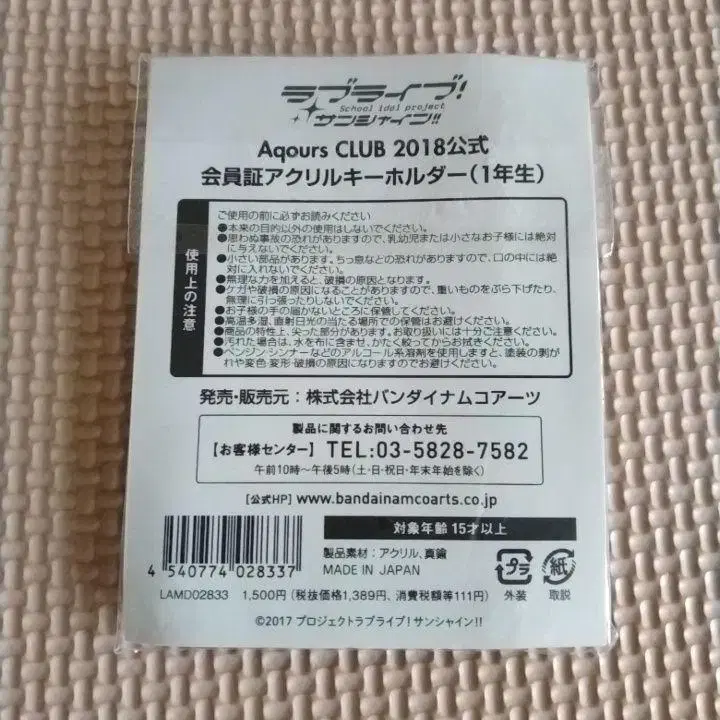 ラブライブ!
School idol project
サンシャイン!!
Aqours CLUB 2018公式
会員証アクリルキーホルダー(1年生)
使用上の注意
ご使用の前に必ずお読みください
●本来の目的以外の使用はしないでください。
●思わぬ事故の恐れがありますので、乳幼児または小さなお子様には絶対
に与えないでください。
●小さい部品があります。ちっ息などの恐れがありますので、口の中には絶
対に入れないでください。
●無理な力を加えると、破損の原因となります。
●ケガや破損の原因になることがありますので、重いものをぶら下げたり、
無理に引っ張ったりしないでください。
●お子様の手の届かないところに保管してください。
●高温多湿、直射日光の当たる場所での保管はお避けください。
●商品の特性上、尖った部分があります。お取り扱いには十分ご注意ください。
●汚れた場合は、水を布に含ませ、かたく絞ってからお拭きください。
●ベンジン・シンナーなどのアルコール系溶剤を使用しますと、塗装の剥が
れや変色・変形・破損の原因になりますのでお避けください。
発売・販売元：株式会社バンダイナムコアーツ
製品に関するお問い合わせ先
【お客様センター】 TEL:03-5828-7582
午前10時～午後5時(土・日・祝日・年末年始を除く)
[公式HP] www.bandainamcoarts.co.jp
対象年齢 15才以上
製品素材：アクリル、真鍮
MADE IN JAPAN
プラ
外装
紙
取説
4 540774 028337
LAMD02833 1,500円(税抜価格1,389円、消費税額等111円)
©2017 プロジェクトラブライブ!サンシャイン!!